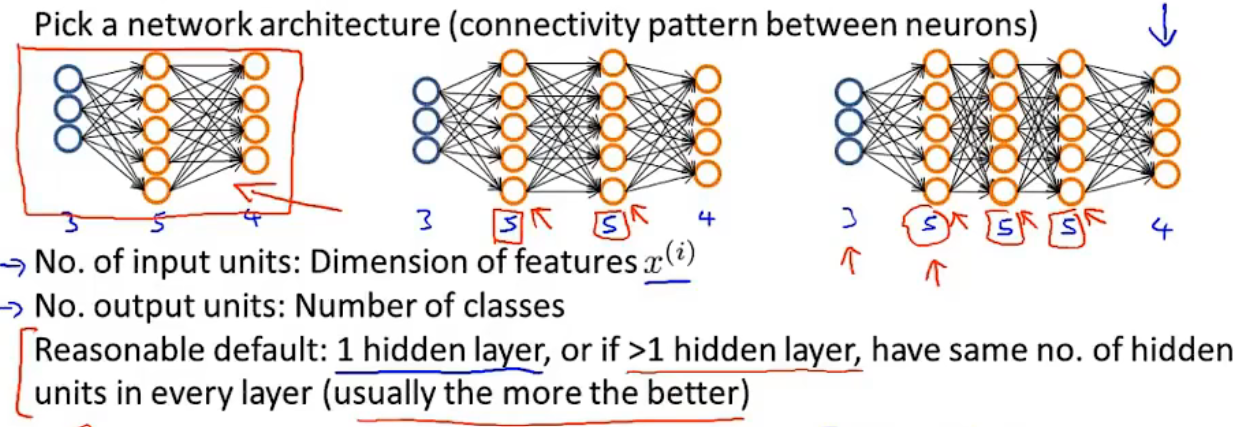 Pick a network architecture (connectivity pattern between neurons)
3 5 4 3 5 5 4 3 5 5 5 4
→ No. of input units: Dimension of features x⁽ⁱ⁾
→ No. output units: Number of classes
Reasonable default: 1 hidden layer, or if >1 hidden layer, have same no. of hidden
units in every layer (usually the more the better)